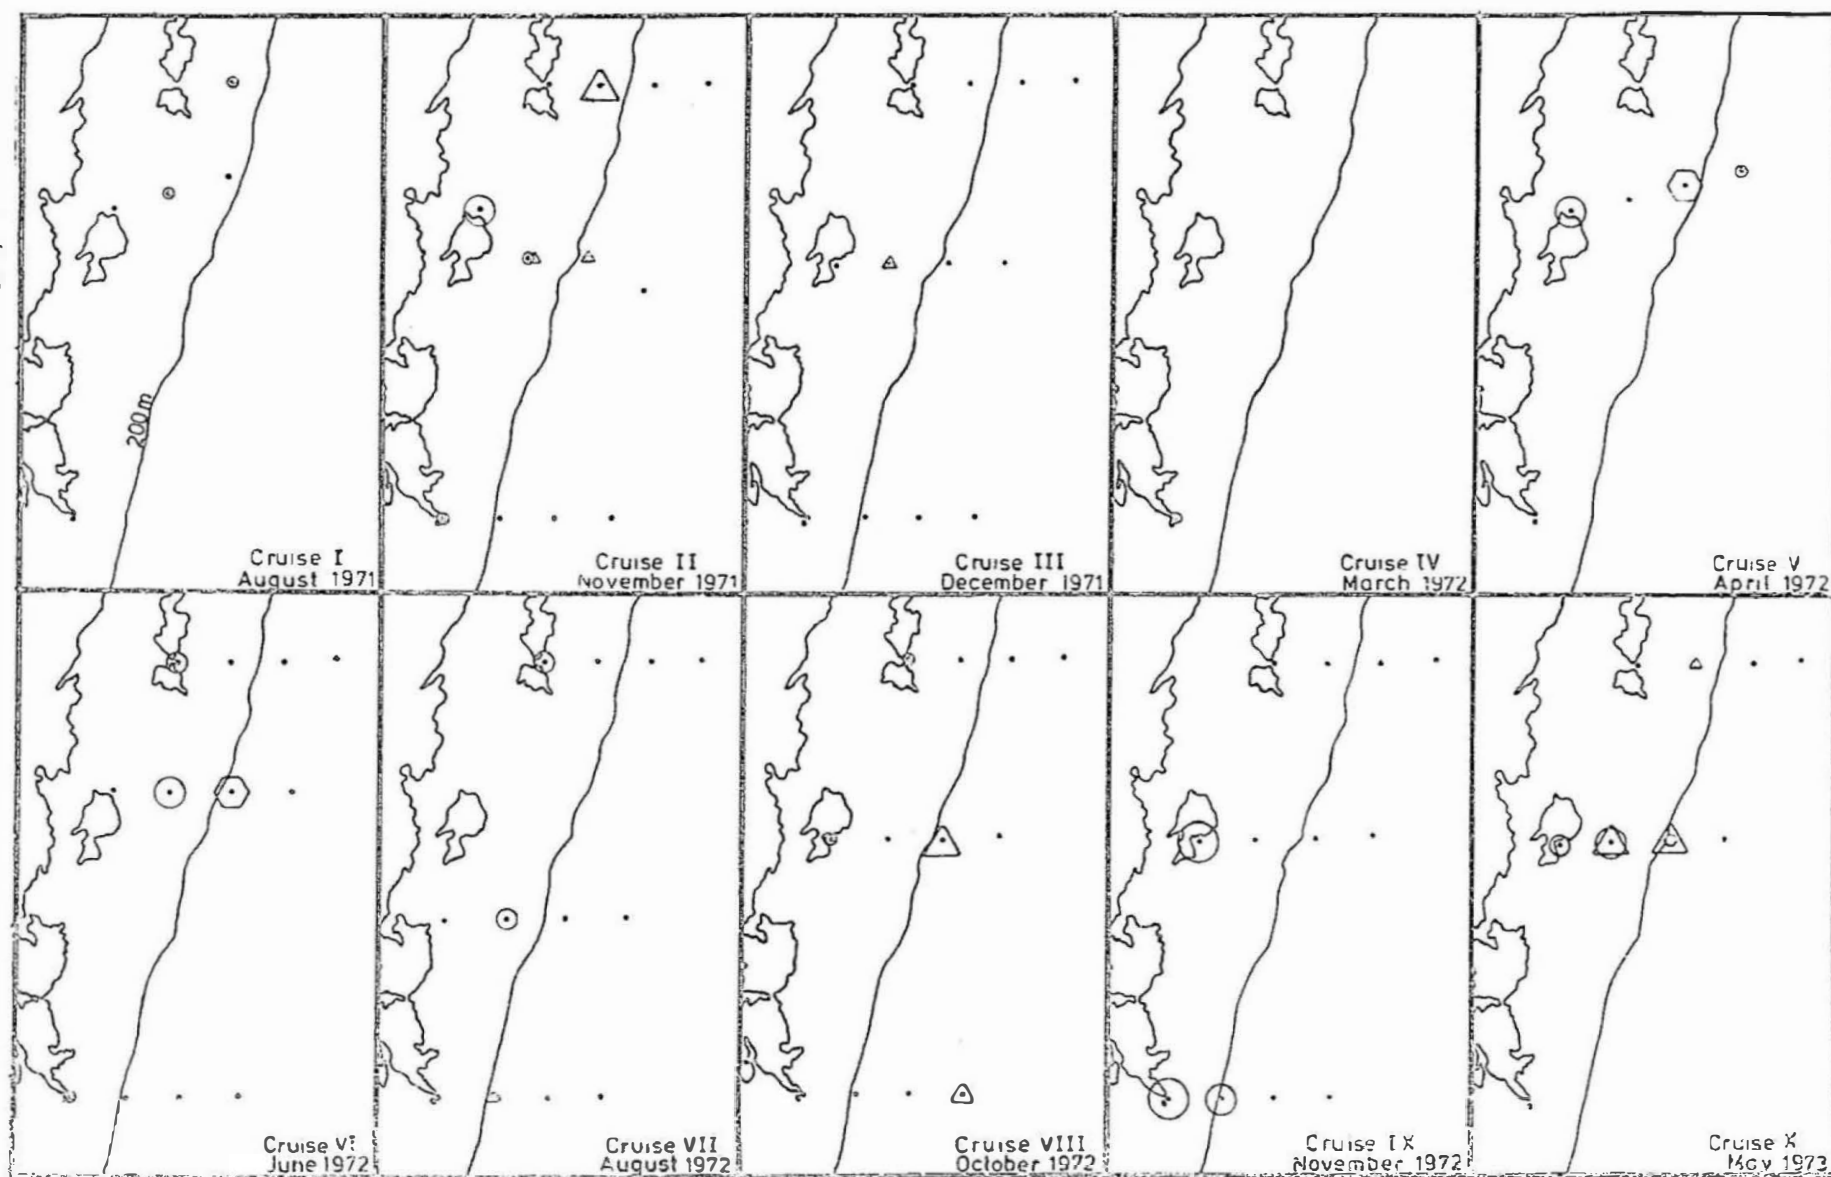 200m
Cruise I
August 1971
Cruise II
November 1971
Cruise III
December 1971
Cruise IV
March 1972
Cruise V
April 1972
Cruise VI
June 1972
Cruise VII
August 1972
Cruise VIII
October 1972
Cruise IX
November 1972
Cruise X
May 1973